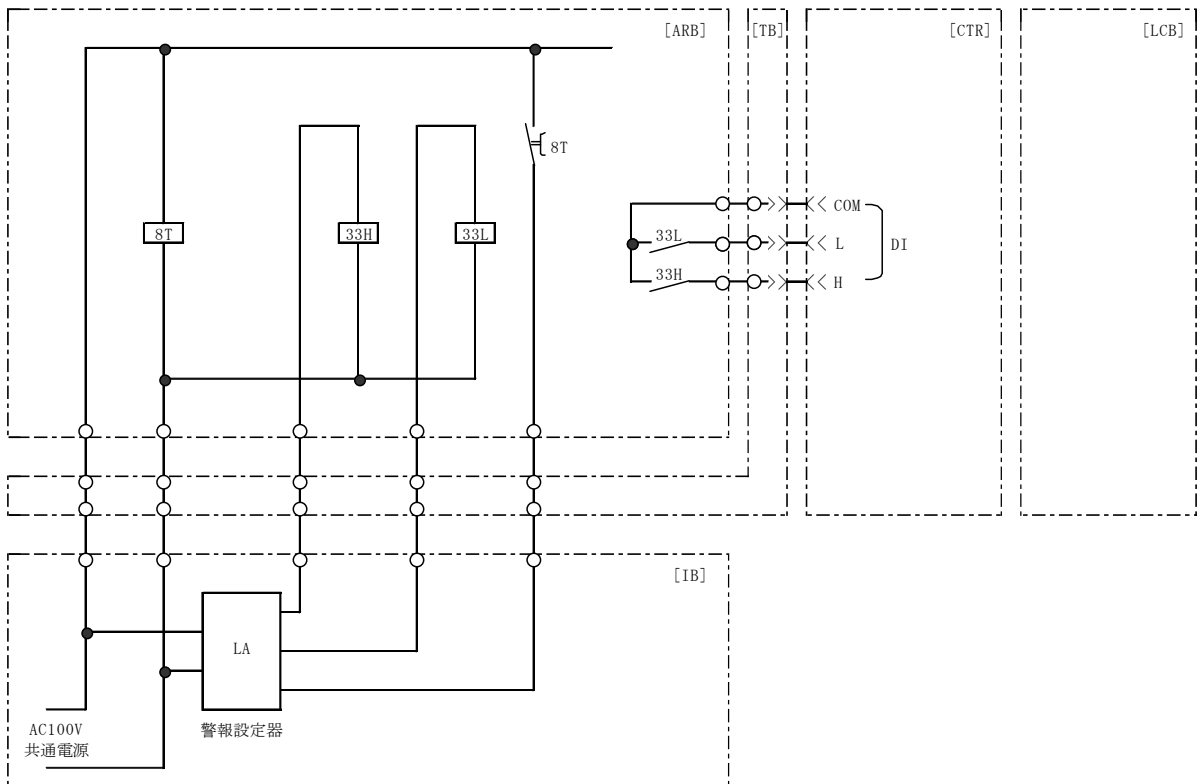 [ARB]
[TB]
[CTR]
[LCB]
8T
8T
33H
33L
COM
33L
L
DI
33H
H
[IB]
LA
AC100V
共通電源
警報設定器